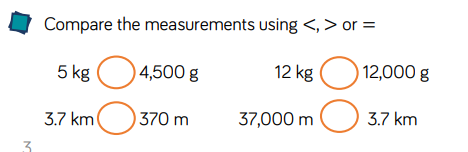 Compare the measurements using <, > or =
5 kg 4,500 g 12 kg 12,000 g
3.7 km 370 m 37,000 m 3.7 km
3